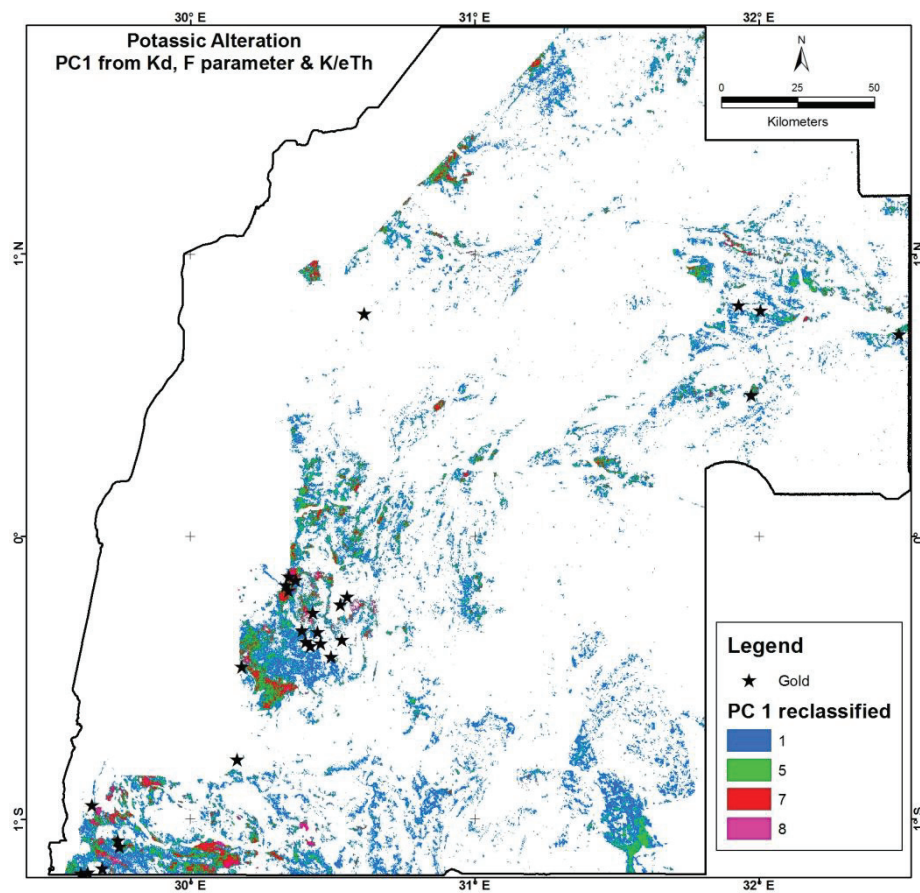 30° E
31° E
32° E
Potassic Alteration
PC1 from Kd, F parameter & K/eTh
N
0 25 50
Kilometers
1° N
1° N
0°
0°
Legend
Gold
PC 1 reclassified
1
5
7
8
1° S
1° S
30° E
31° E
32° E